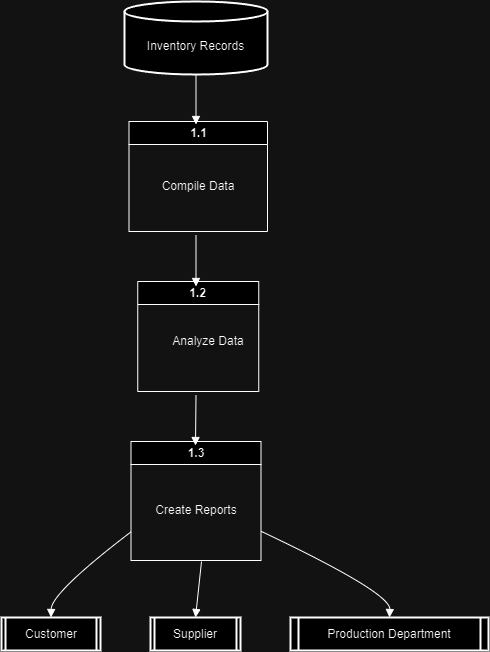 Inventory Records
1.1
Compile Data
1.2
Analyze Data
1.3
Create Reports
Customer
Supplier
Production Department